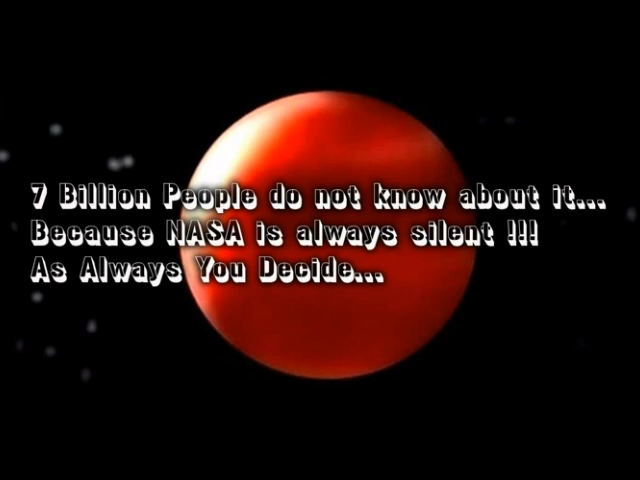 7 Billion People do not know about it...
Because NASA is always silent !!!
As Always You Decide...